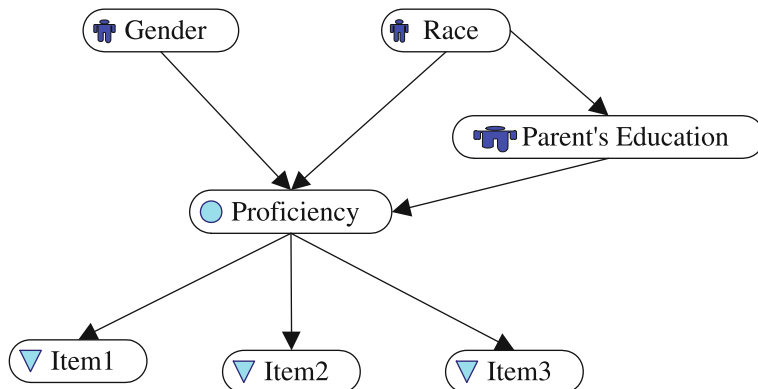 Gender
Race
Parent's Education
Proficiency
Item1
Item2
Item3